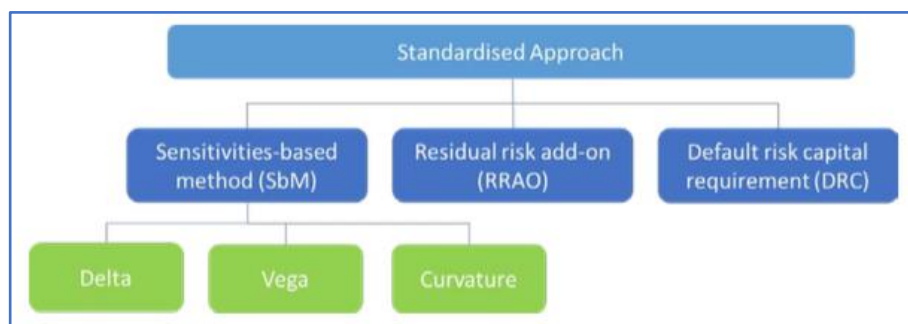 Standardised Approach
Sensitivities-based
method (SbM)
Residual risk add-on
(RRAO)
Default risk capital
requirement (DRC)
Delta
Vega
Curvature